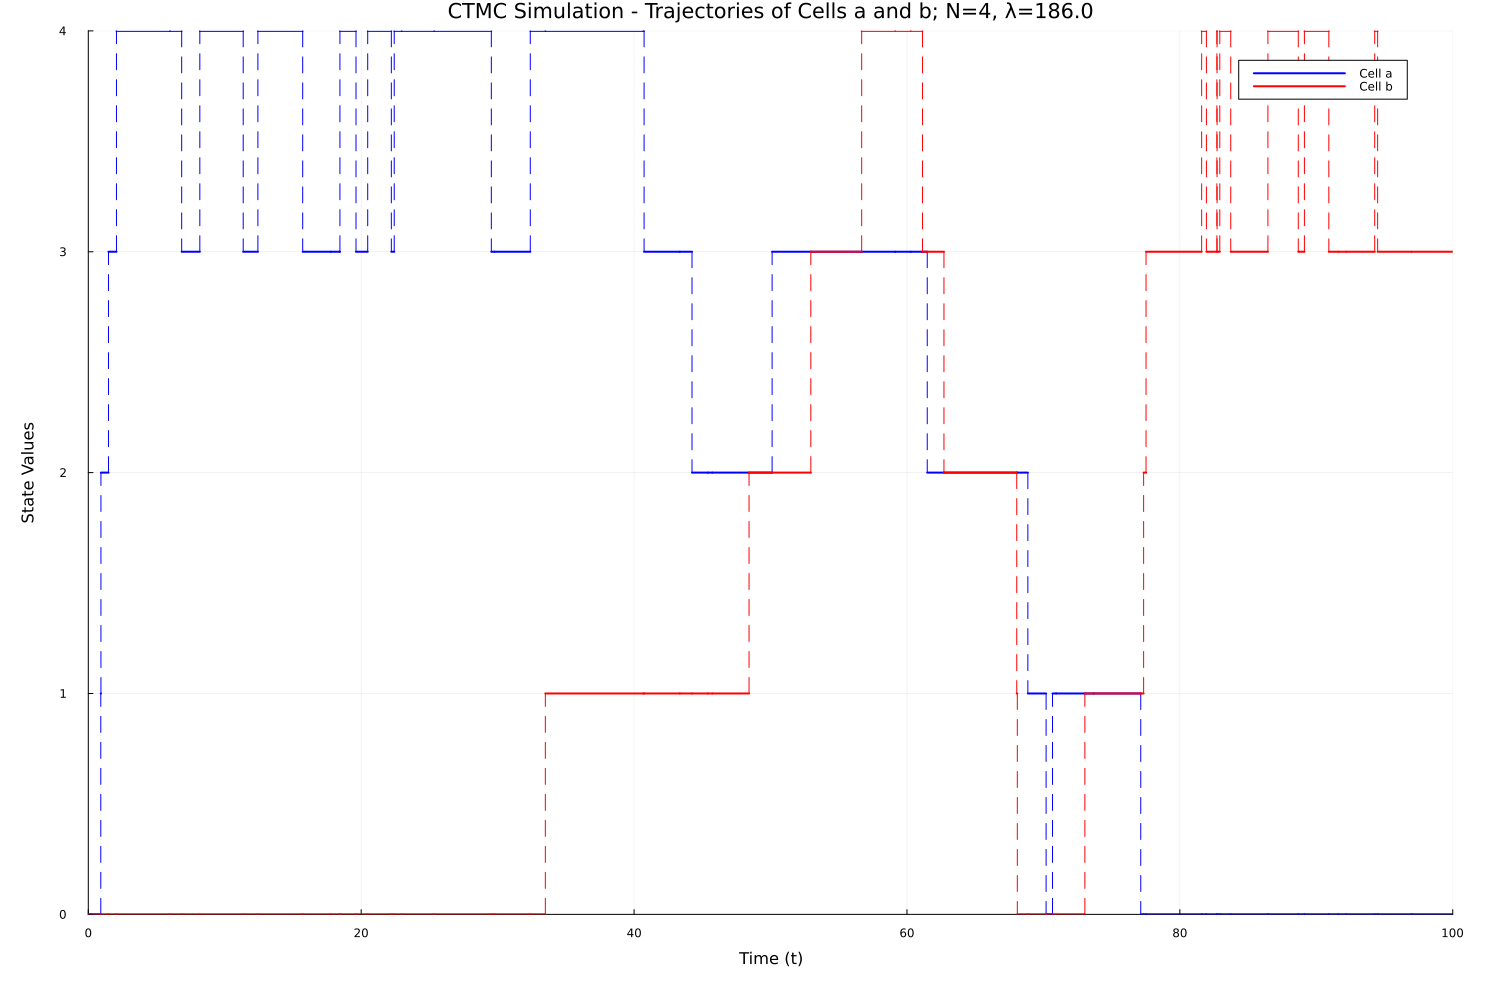 CTMC Simulation - Trajectories of Cells a and b; N=4, λ=186.0
4
Cell a
Cell b
3
State Values
2
1
0
0 20 40 60 80 100
Time (t)